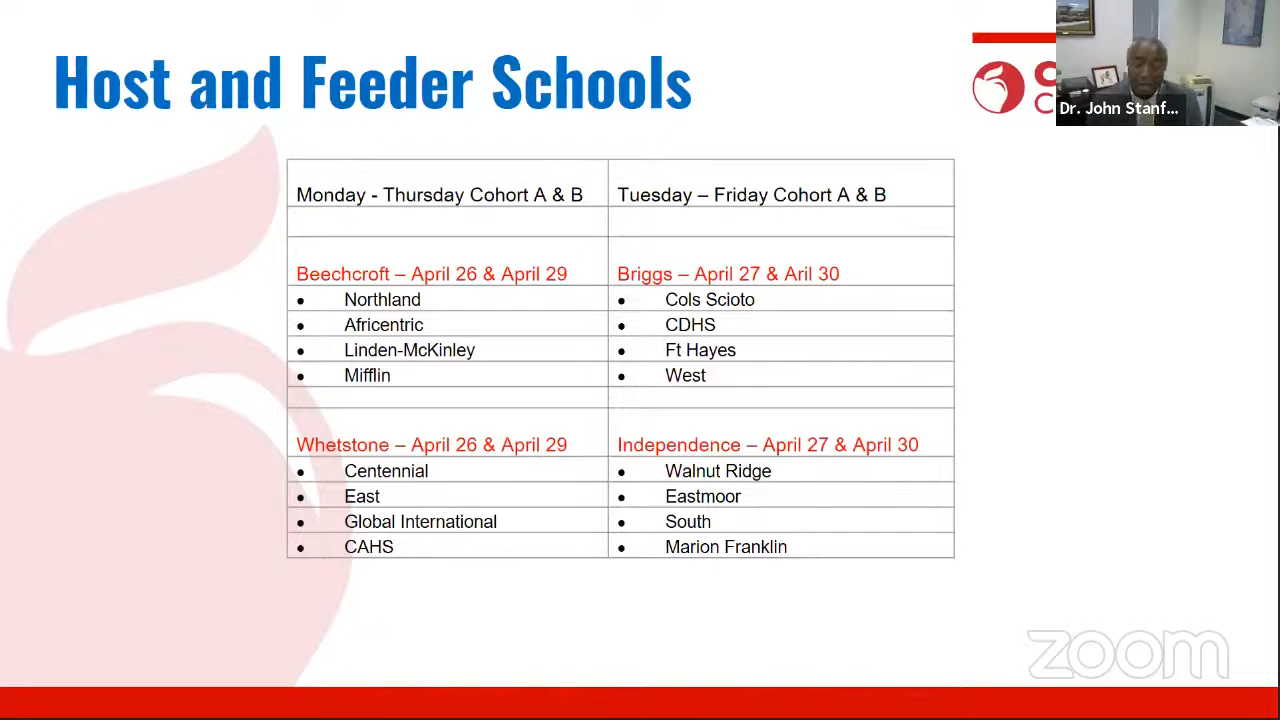 Host and Feeder Schools
Dr. John Stanf...
Monday - Thursday Cohort A & B
Tuesday – Friday Cohort A & B
Beechcroft – April 26 & April 29
Briggs – April 27 & Aril 30
• Northland
• Cols Scioto
• Africentric
• CDHS
• Linden-McKinley
• Ft Hayes
• Mifflin
• West
Whetstone – April 26 & April 29
Independence – April 27 & April 30
• Centennial
• Walnut Ridge
• East
• Eastmoor
• Global International
• South
• CAHS
• Marion Franklin
zoom